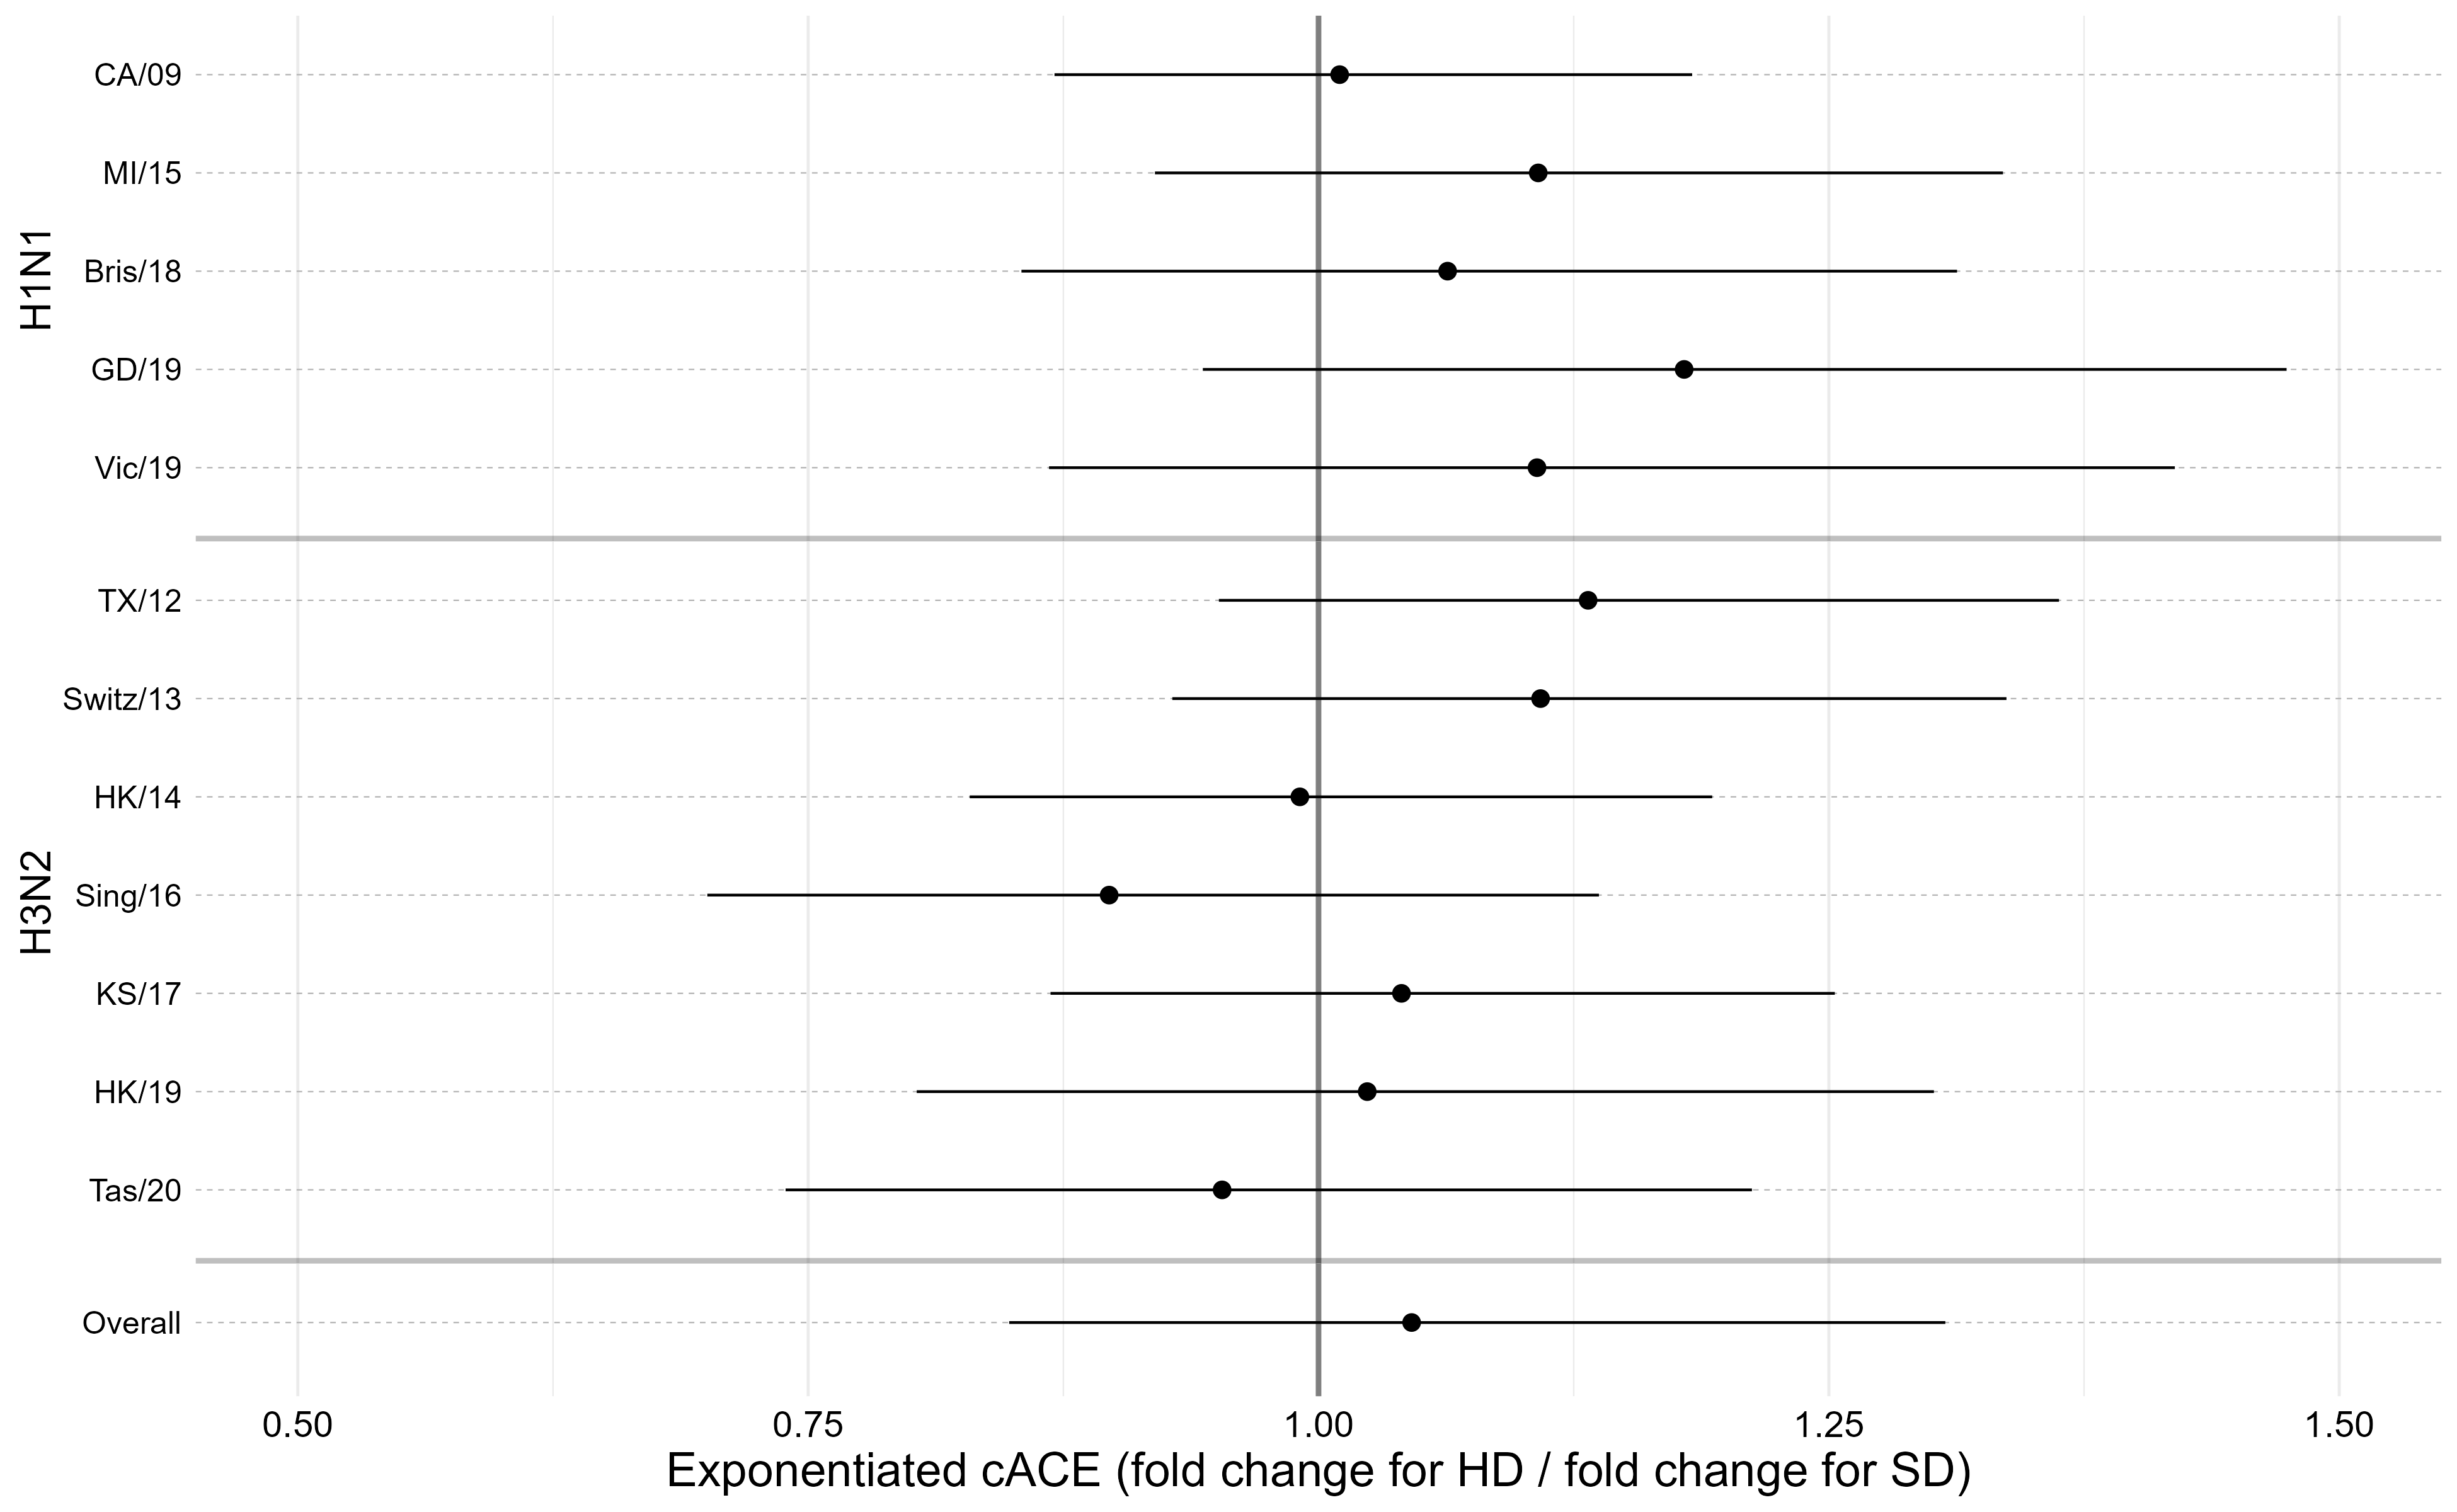 H1N1
CA/09
MI/15
Bris/18
GD/19
Vic/19
H3N2
TX/12
Switz/13
HK/14
Sing/16
KS/17
HK/19
Tas/20
Overall
0.50 0.75 1.00 1.25 1.50
Exponentiated cACE (fold change for HD / fold change for SD)